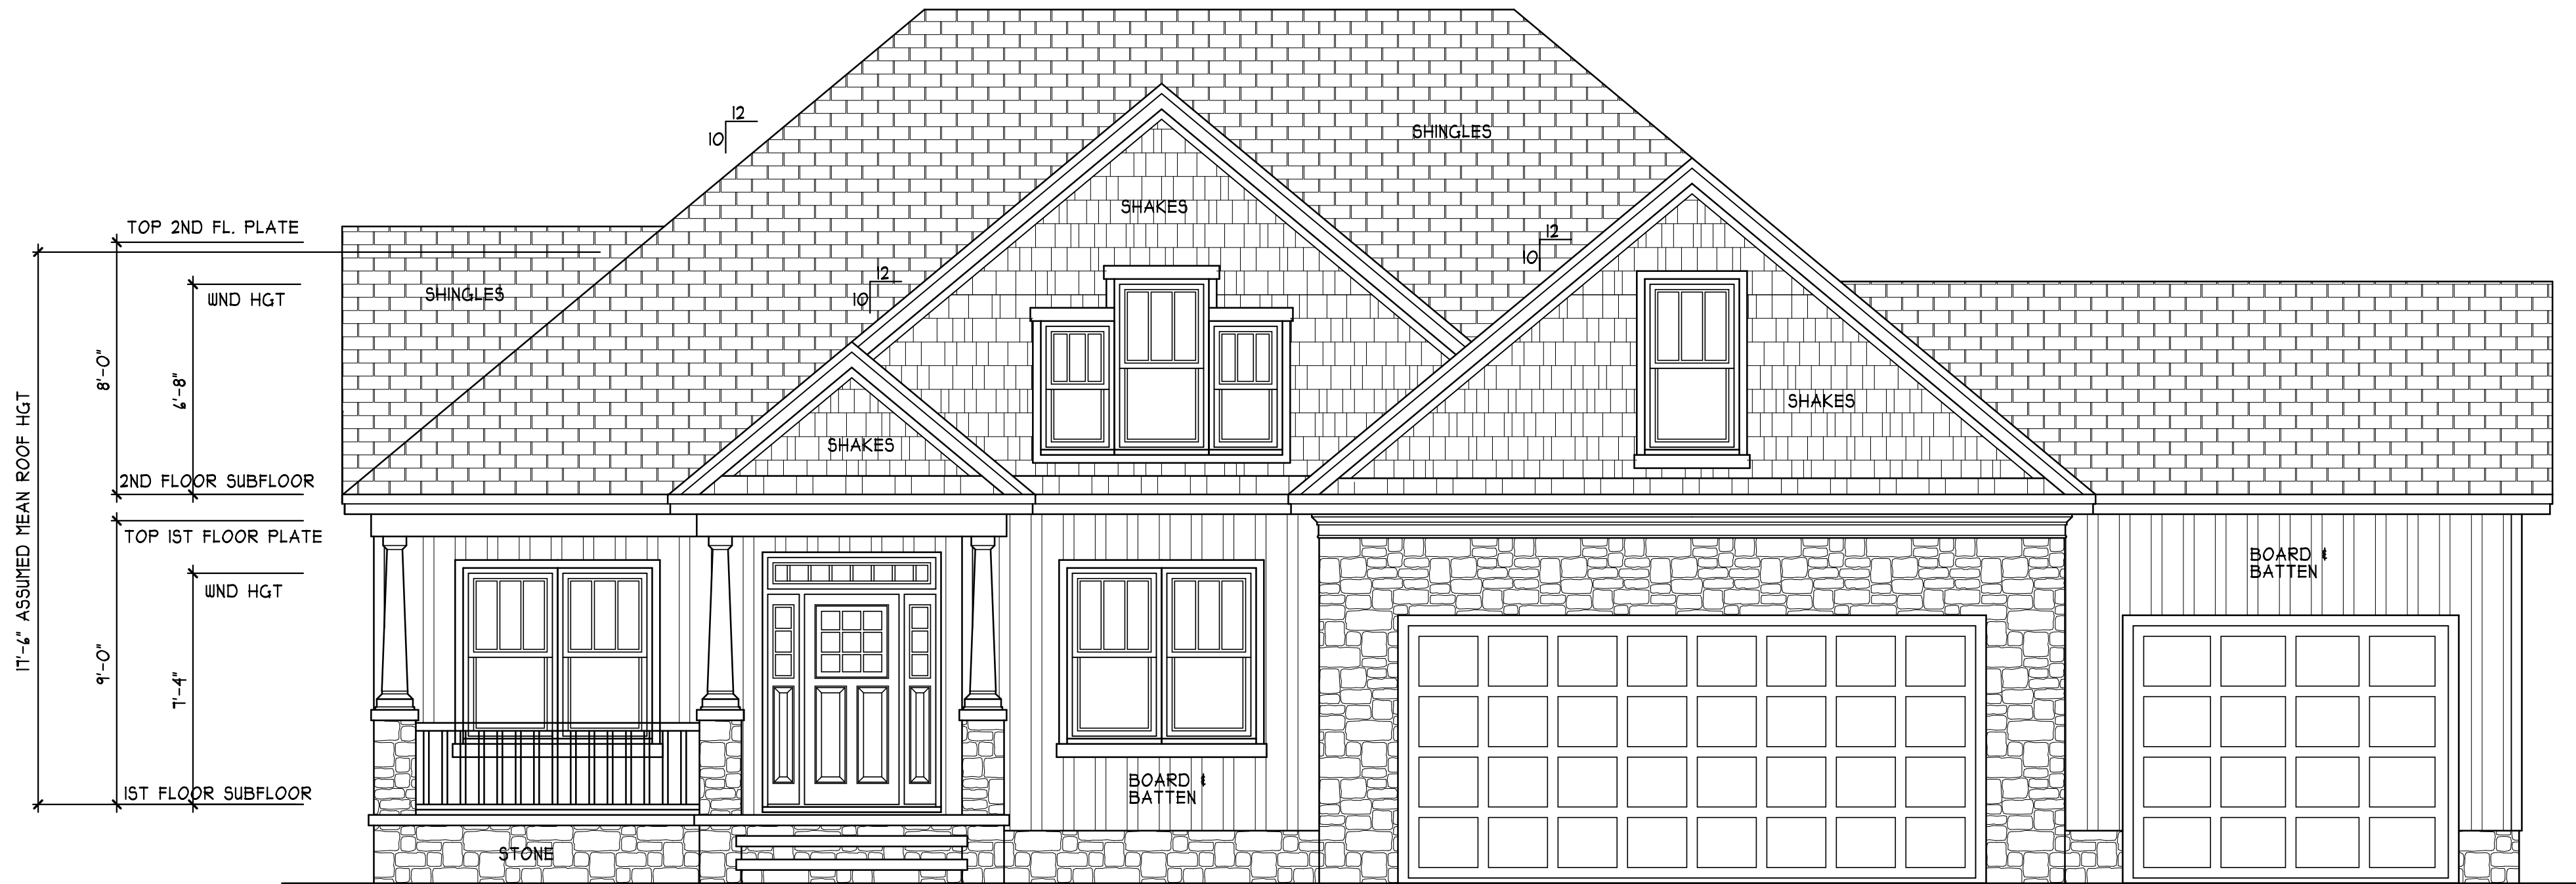 12
10
SHINGLES
SHAKES
TOP 2ND FL. PLATE
12
10
12
10
SHINGLES
WND HGT
8'-0"
6'-8"
SHAKES
SHAKES
17'-6" ASSUMED MEAN ROOF HGT
2ND FLOOR SUBFLOOR
TOP 1ST FLOOR PLATE
BOARD &
BATTEN
WND HGT
9'-0"
7'-4"
1ST FLOOR SUBFLOOR
BOARD &
BATTEN
STONE